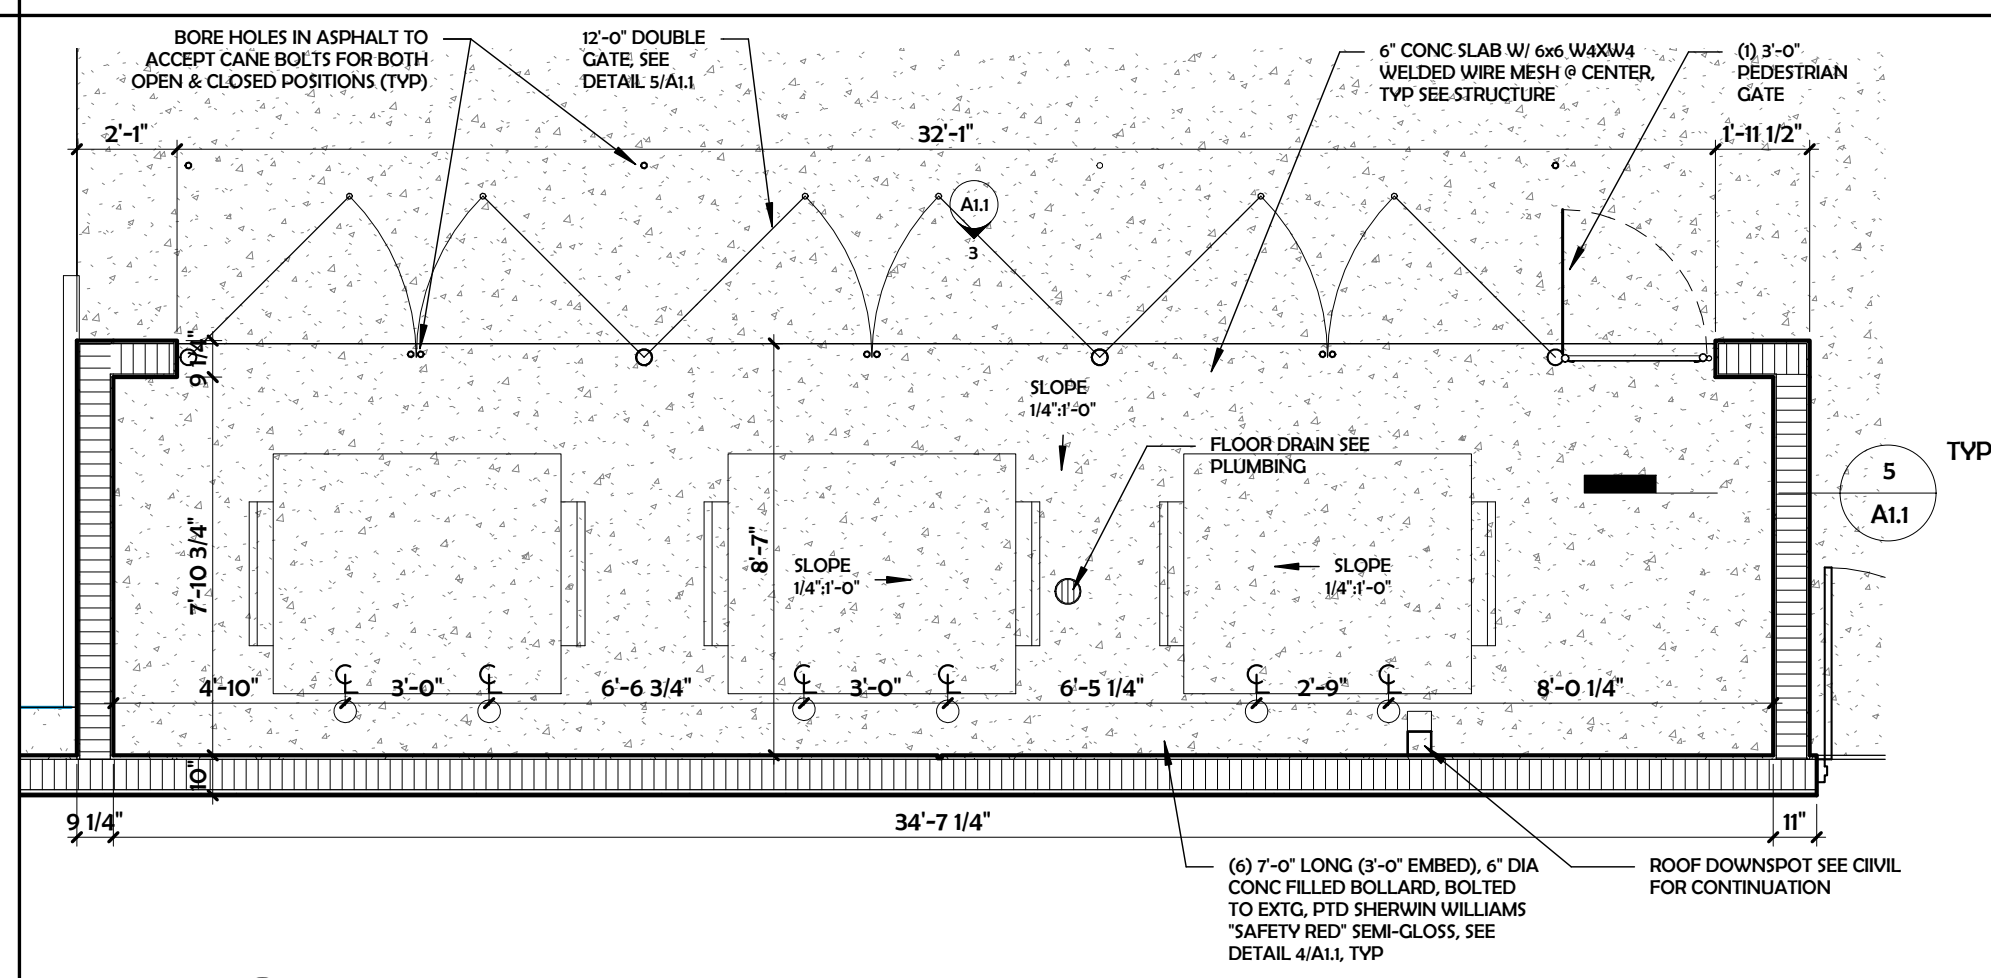 BORE HOLES IN ASPHALT TO
ACCEPT CANE BOLTS FOR BOTH
OPEN & CLOSED POSITIONS (TYP)
12'-0" DOUBLE
GATE, SEE
DETAIL 5/A1.1
6" CONC SLAB W/ 6x6 W4XW4
WELDED WIRE MESH @ CENTER,
TYP SEE STRUCTURE
(1) 3'-0"
PEDESTRIAN
GATE
2'-1"
32'-1"
1'-11 1/2"
A1.1
3
9 1/4"
SLOPE
1/4":1'-0"
FLOOR DRAIN SEE
PLUMBING
5
A1.1
TYP
7'-10 3/4"
8'-7"
SLOPE
1/4":1'-0"
SLOPE
1/4":1'-0"
4'-10"
3'-0"
6'-6 3/4"
3'-0"
6'-5 1/4"
2'-9"
8'-0 1/4"
10"
9 1/4"
34'-7 1/4"
11"
(6) 7'-0" LONG (3'-0" EMBED), 6" DIA
CONC FILLED BOLLARD, BOLTED
TO EXTG, PTD SHERWIN WILLIAMS
"SAFETY RED" SEMI-GLOSS, SEE
DETAIL 4/A1.1, TYP
ROOF DOWNSPOT SEE CIIVIL
FOR CONTINUATION